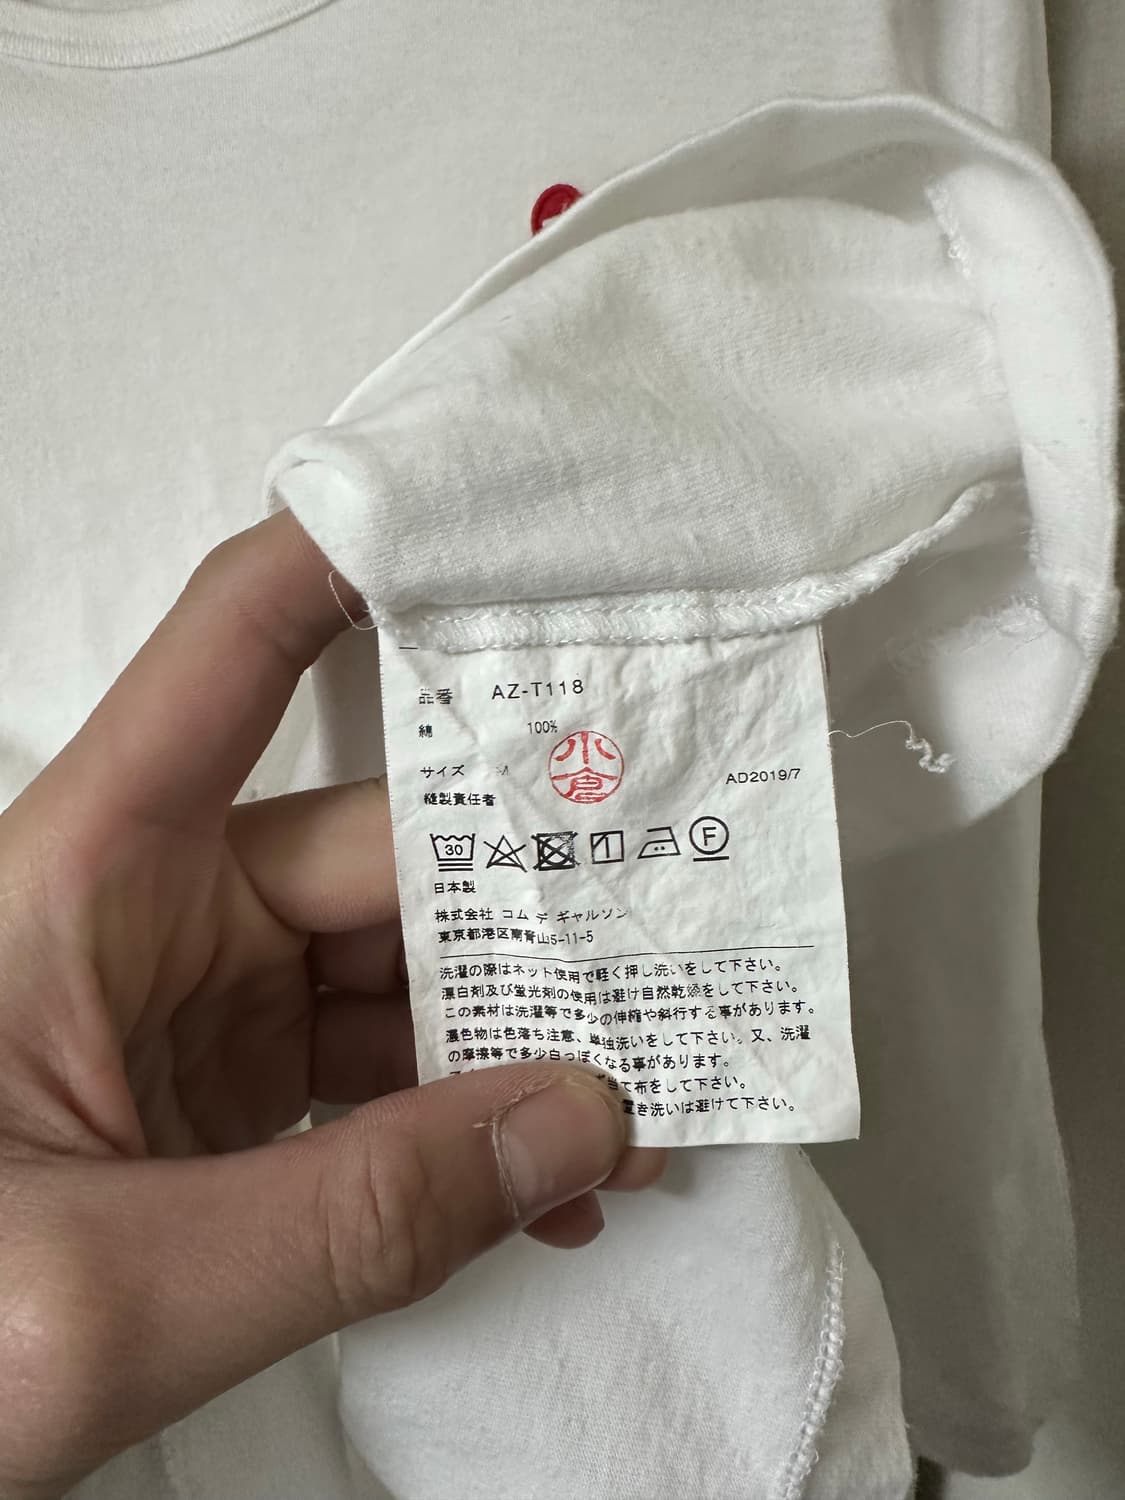 品番 AZ-T118
綿 100%
サイズ M
小倉
AD2019/7
縫製責任者
30
F
日本製
株式会社 コム デ ギャルソン
東京都港区南青山5-11-5
洗濯の際はネット使用で軽く押し洗いをして下さい。
漂白剤及び蛍光剤の使用は避け自然乾燥をして下さい。
この素材は洗濯等で多少の伸縮や斜行する事があります。
濃色物は色落ち注意、単独洗いをして下さい。又、洗濯
の摩擦等で多少白っぽくなる事があります。
当て布をして下さい。
置き洗いは避けて下さい。